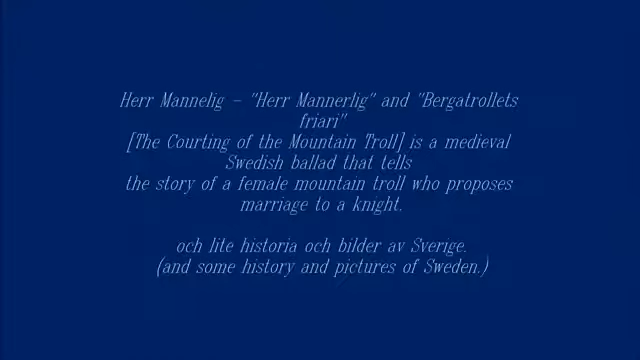 Herr Mannelig - "Herr Mannerlig" and "Bergatrollets
friari"
[The Courting of the Mountain Troll] is a medieval
Swedish ballad that tells
the story of a female mountain troll who proposes
marriage to a knight.
och lite historia och bilder av Sverige.
(and some history and pictures of Sweden.)